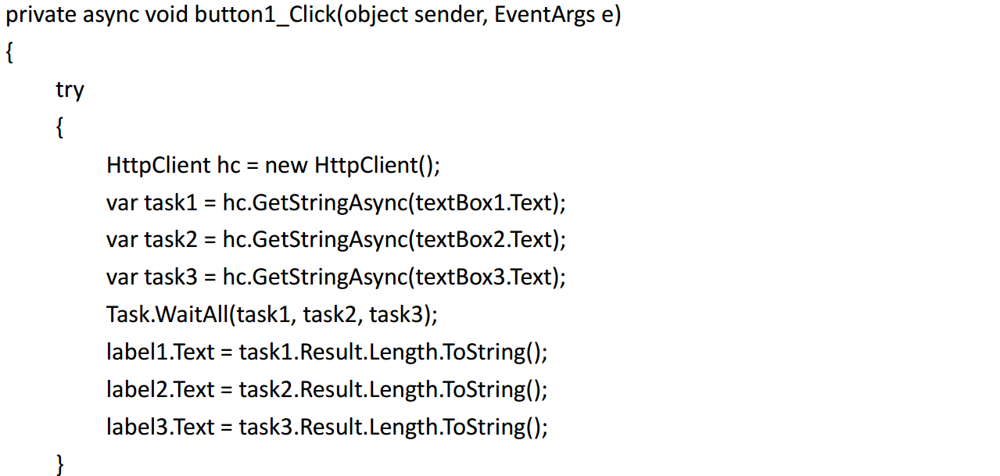 private async void button1_Click(object sender, EventArgs e)
{
try
{
HttpClient hc = new HttpClient();
var task1 = hc.GetStringAsync(textBox1.Text);
var task2 = hc.GetStringAsync(textBox2.Text);
var task3 = hc.GetStringAsync(textBox3.Text);
Task.WaitAll(task1, task2, task3);
label1.Text = task1.Result.Length.ToString();
label2.Text = task2.Result.Length.ToString();
label3.Text = task3.Result.Length.ToString();
}